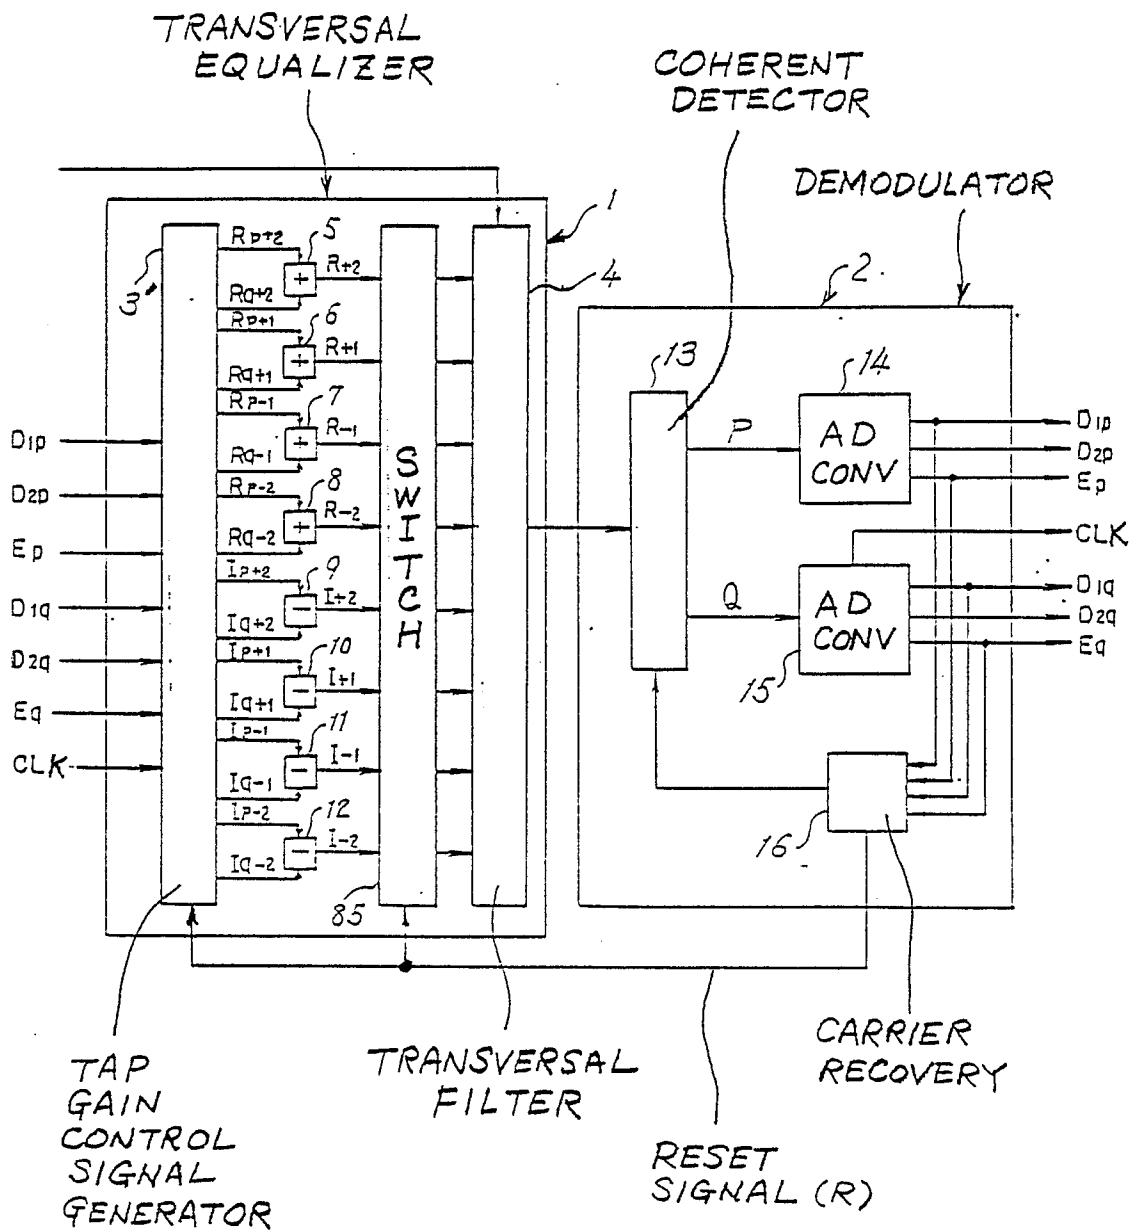 TRANSVERSAL
EQUALIZER
COHERENT
DETECTOR
DEMODULATOR
1
2
3
4
Rp+2
5
Rq+2
R+2
Rp+1
6
Rq+1
R+1
Rp-1
7
Rq-1
R-1
Rp-2
8
Rq-2
R-2
Ip+2
9
Iq+2
I+2
Ip+1
10
Iq+1
I+1
Ip-1
11
Iq-1
I-1
Ip-2
12
Iq-2
I-2
+
+
+
+
−
−
−
−
D1p
D2p
Ep
D1q
D2q
Eq
CLK
SWITCH
85
13
P
Q
14
AD
CONV
15
AD
CONV
16
D1p
D2p
Ep
CLK
D1q
D2q
Eq
TAP
GAIN
CONTROL
SIGNAL
GENERATOR
TRANSVERSAL
FILTER
CARRIER
RECOVERY
RESET
SIGNAL (R)